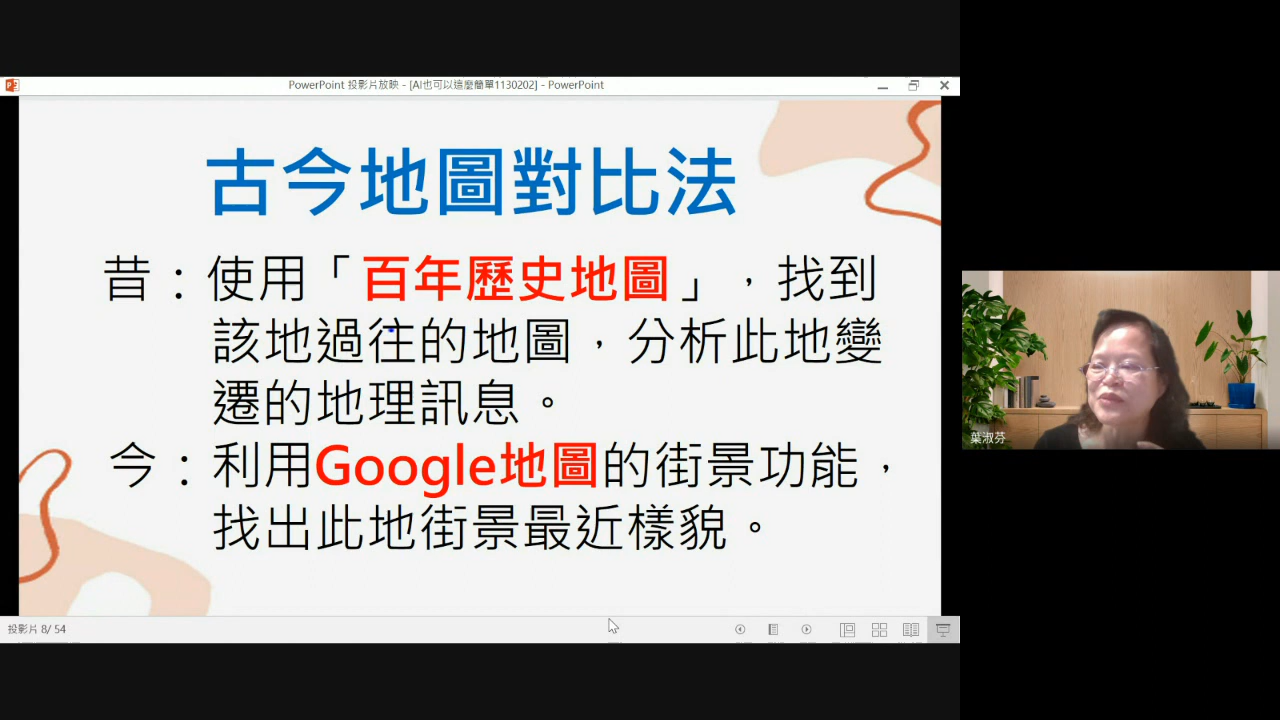 PowerPoint 投影片放映 - [AI也可以這麼簡單1130202] - PowerPoint
古今地圖對比法
昔：使用「百年歷史地圖」，找到
該地過往的地圖，分析此地變
遷的地理訊息。
今：利用Google地圖的街景功能，
找出此地街景最近樣貌。
葉淑芬
投影片 8/ 54